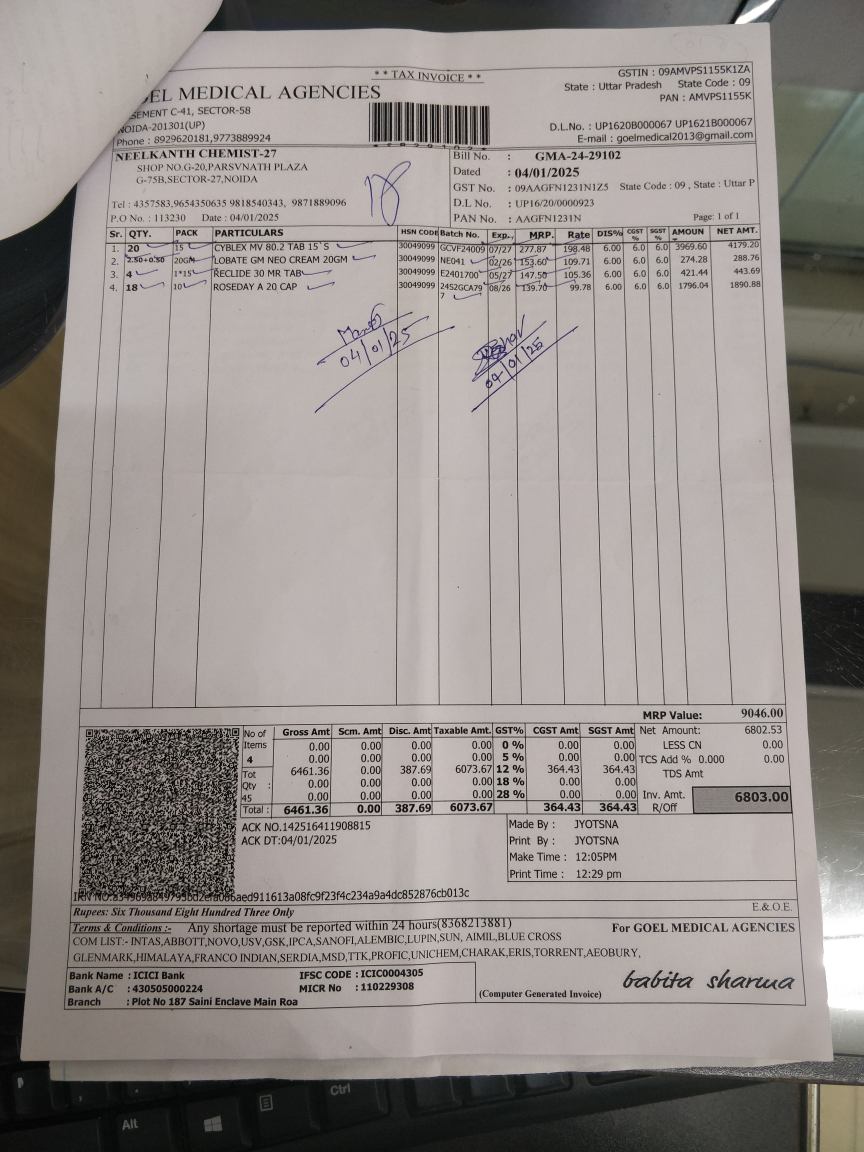 * * TAX INVOICE * *
GSTIN : 09AMVPS1155K1ZA
State : Uttar Pradesh State Code : 09
PAN : AMVPS1155K
OEL MEDICAL AGENCIES
SEMENT C-41, SECTOR-58
NOIDA-201301(UP)
Phone : 8929620181,9773889924
D.L.No. : UP1620B000067 UP1621B000067
E-mail : goelmedical2013@gmail.com
NEELKANTH CHEMIST-27
SHOP NO.G-20,PARSVNATH PLAZA
G-75B,SECTOR-27,NOIDA
Tel : 4357583,9654350635 9818540343, 9871889096
P.O No. : 113230 Date : 04/01/2025
18
Bill No. : GMA-24-29102
Dated : 04/01/2025
GST No. : 09AAGFN1231N1Z5 State Code : 09 , State : Uttar P
D.L No. : UP16/20/0000923
PAN No. : AAGFN1231N Page: 1 of 1
Sr. QTY. PACK PARTICULARS HSN CODE Batch No. Exp. MRP. Rate DIS% CGST % SGST % AMOUN NET AMT.
1. 20 15 CYBLEX MV 80.2 TAB 15`S 30049099 GCVF24009 07/27 277.87 198.48 6.00 6.0 6.0 3969.60 4179.20
2. 2.50+0.50 20GM LOBATE GM NEO CREAM 20GM 30049099 NE041 02/26 153.60 109.71 6.00 6.0 6.0 274.28 288.76
3. 4 1*15 RECLIDE 30 MR TAB 30049099 E2401700 05/27 147.50 105.36 6.00 6.0 6.0 421.44 443.69
4. 18 10 ROSEDAY A 20 CAP 30049099 24S2GCA79 08/26 139.70 99.78 6.00 6.0 6.0 1796.04 1890.88
7
04/01/25
04/01/25
MRP Value: 9046.00
No of Items 4
Tot Qty : 45
Gross Amt Scm. Amt Disc. Amt Taxable Amt. GST% CGST Amt SGST Amt
0.00 0.00 0.00 0.00 0 % 0.00 0.00
0.00 0.00 0.00 0.00 5 % 0.00 0.00
6461.36 0.00 387.69 6073.67 12 % 364.43 364.43
0.00 0.00 0.00 0.00 18 % 0.00 0.00
0.00 0.00 0.00 0.00 28 % 0.00 0.00
Total : 6461.36 0.00 387.69 6073.67 364.43 364.43
Net Amount: 6802.53
LESS CN 0.00
TCS Add % 0.000 0.00
TDS Amt
Inv. Amt. 6803.00
R/Off
ACK NO.142516411908815
ACK DT:04/01/2025
Made By : JYOTSNA
Print By : JYOTSNA
Make Time : 12:05PM
Print Time : 12:29 pm
Rupees: Six Thousand Eight Hundred Three Only
E.&.O.E.
Terms & Conditions :- Any shortage must be reported within 24 hours(8368213881)
For GOEL MEDICAL AGENCIES
COM LIST:- INTAS,ABBOTT,NOVO,USV,GSK,IPCA,SANOFI,ALEMBIC,LUPIN,SUN, AIMIL,BLUE CROSS
GLENMARK,HIMALAYA,FRANCO INDIAN,SERDIA,MSD,TTK,PROFIC,UNICHEM,CHARAK,ERIS,TORRENT,AEOBURY,
Bank Name : ICICI Bank IFSC CODE : ICIC0004305
Bank A/C : 430505000224 MICR No : 110229308
Branch : Plot No 187 Saini Enclave Main Roa
(Computer Generated Invoice)
babita sharma
Alt
Ctrl